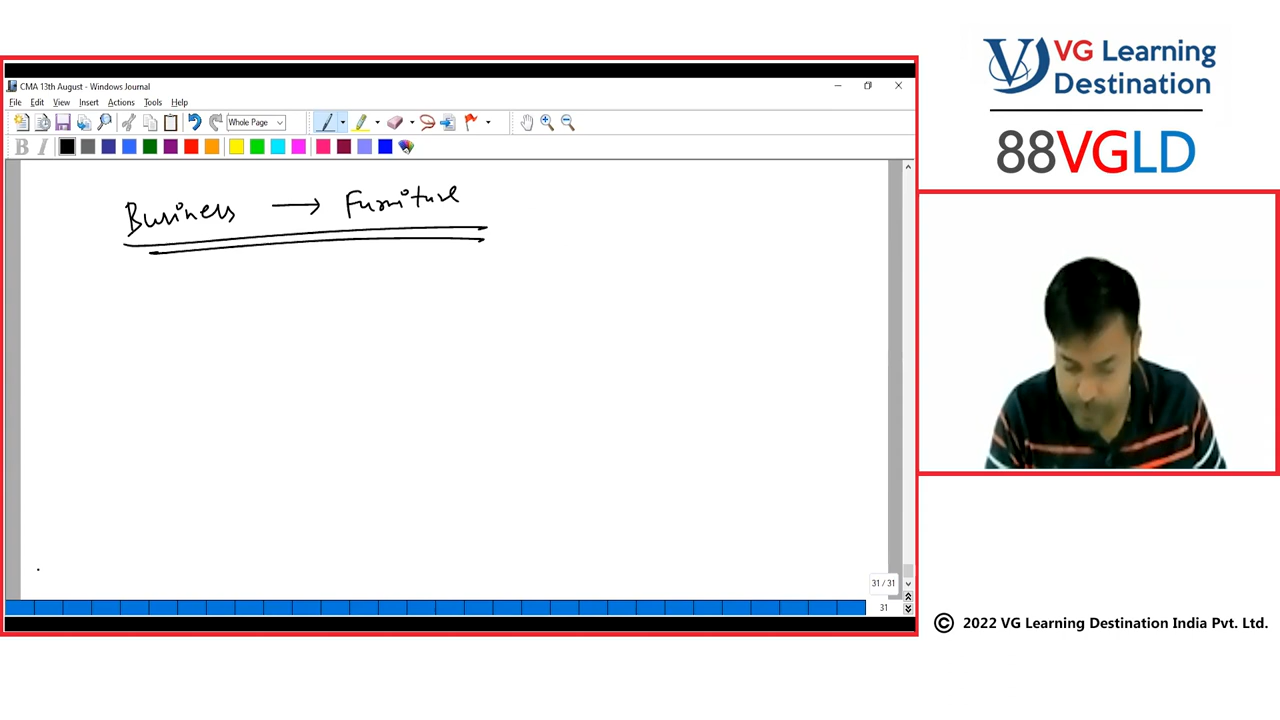 CMA 13th August - Windows Journal
File Edit View Insert Actions Tools Help
Whole Page
B I
Business → Furniture
31 / 31
31
VG Learning
Destination
88VGLD
© 2022 VG Learning Destination India Pvt. Ltd.